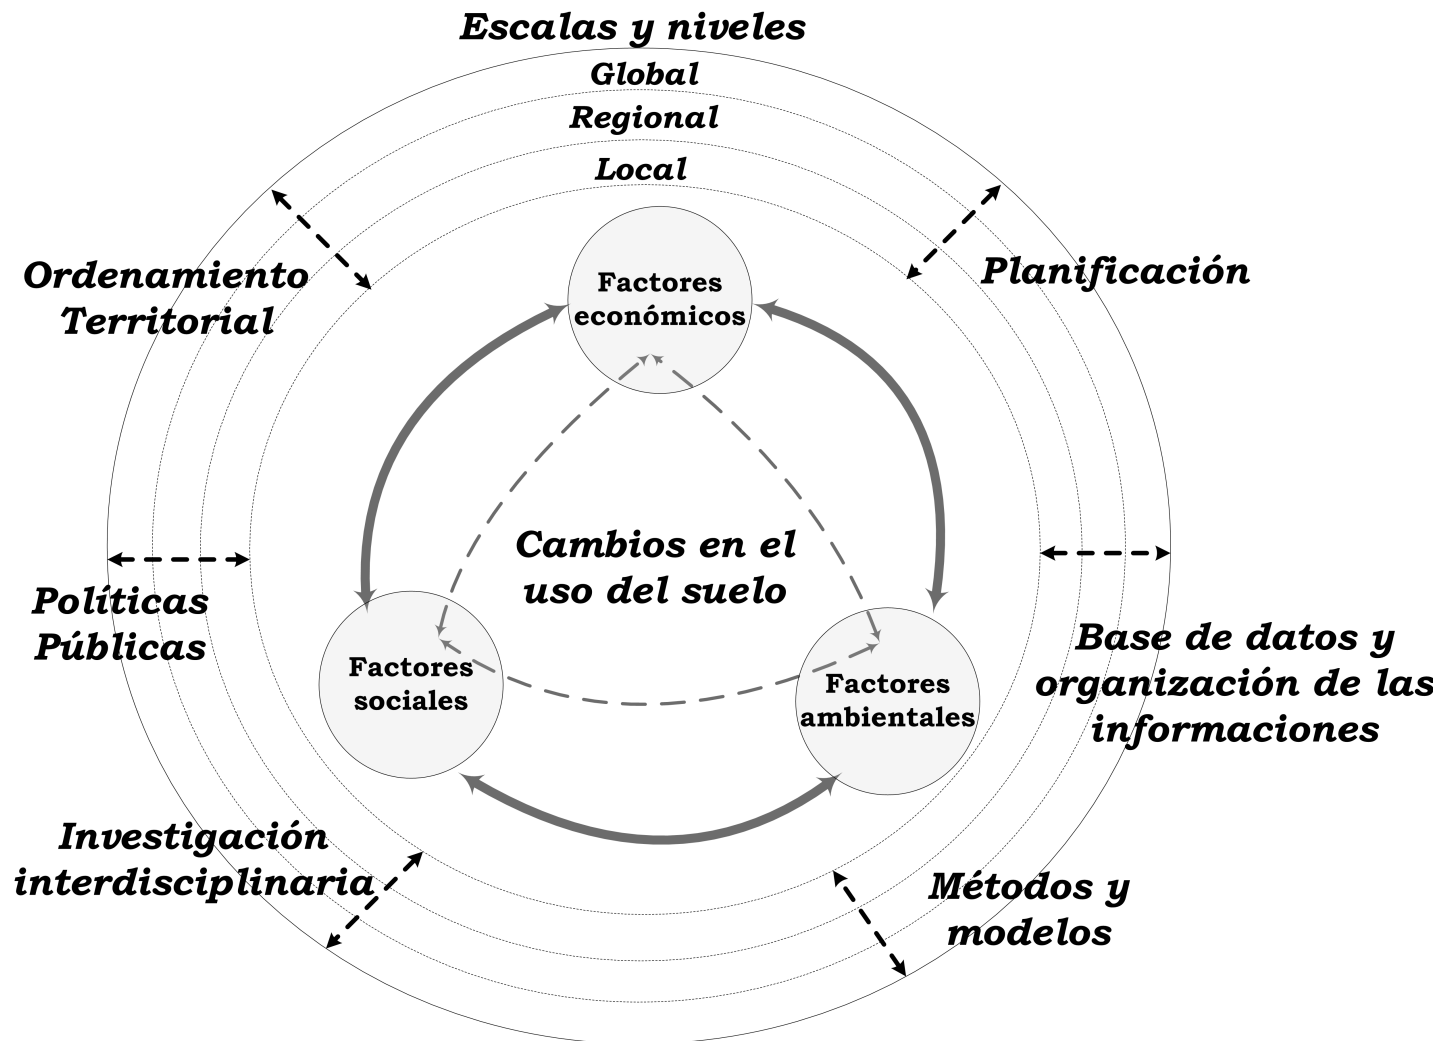 Escalas y niveles
Global
Regional
Local
Ordenamiento
Territorial
Planificación
Factores
económicos
Cambios en el
uso del suelo
Políticas
Públicas
Factores
sociales
Factores
ambientales
Base de datos y
organización de las
informaciones
Investigación
interdisciplinaria
Métodos y
modelos